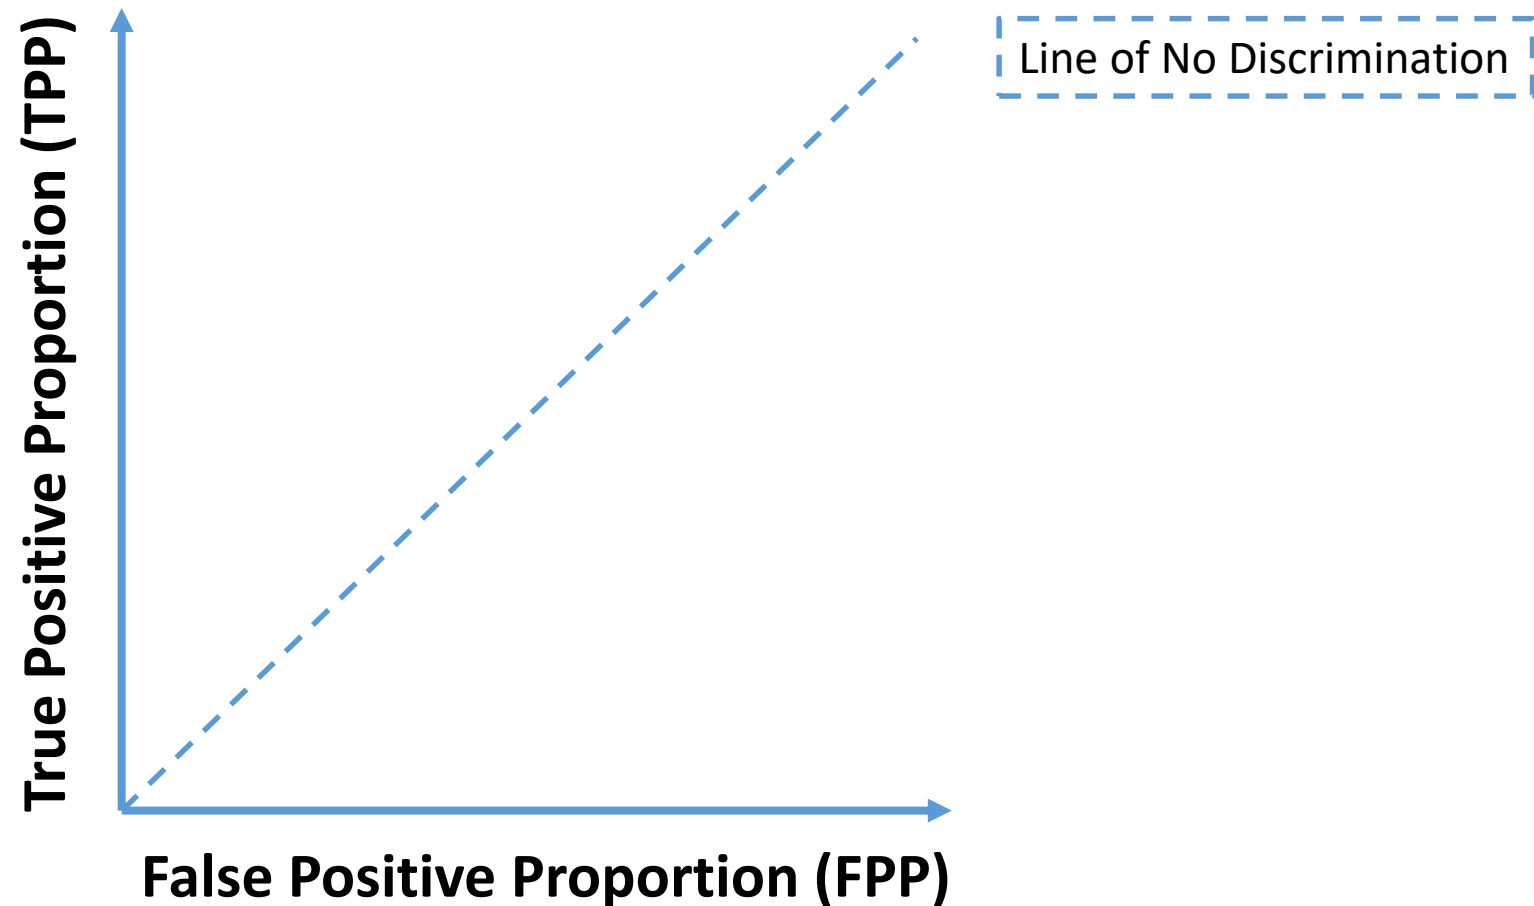 True Positive Proportion (TPP)
Line of No Discrimination
False Positive Proportion (FPP)